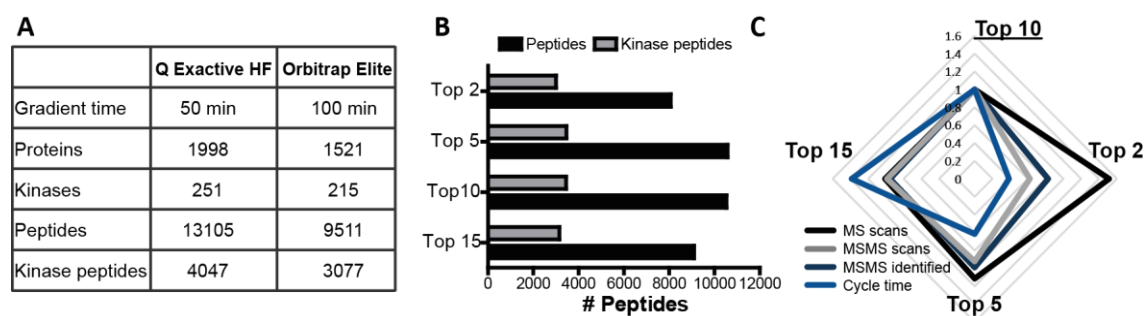 A
Q Exactive HF Orbitrap Elite
Gradient time 50 min 100 min
Proteins 1998 1521
Kinases 251 215
Peptides 13105 9511
Kinase peptides 4047 3077
B
Peptides Kinase peptides
Top 2
Top 5
Top10
Top 15
0 2000 4000 6000 8000 10000 12000
# Peptides
C
Top 10
1.6
1.4
1.2
1
0.8
0.6
0.4
0.2
0
Top 15
Top 2
Top 5
MS scans
MSMS scans
MSMS identified
Cycle time